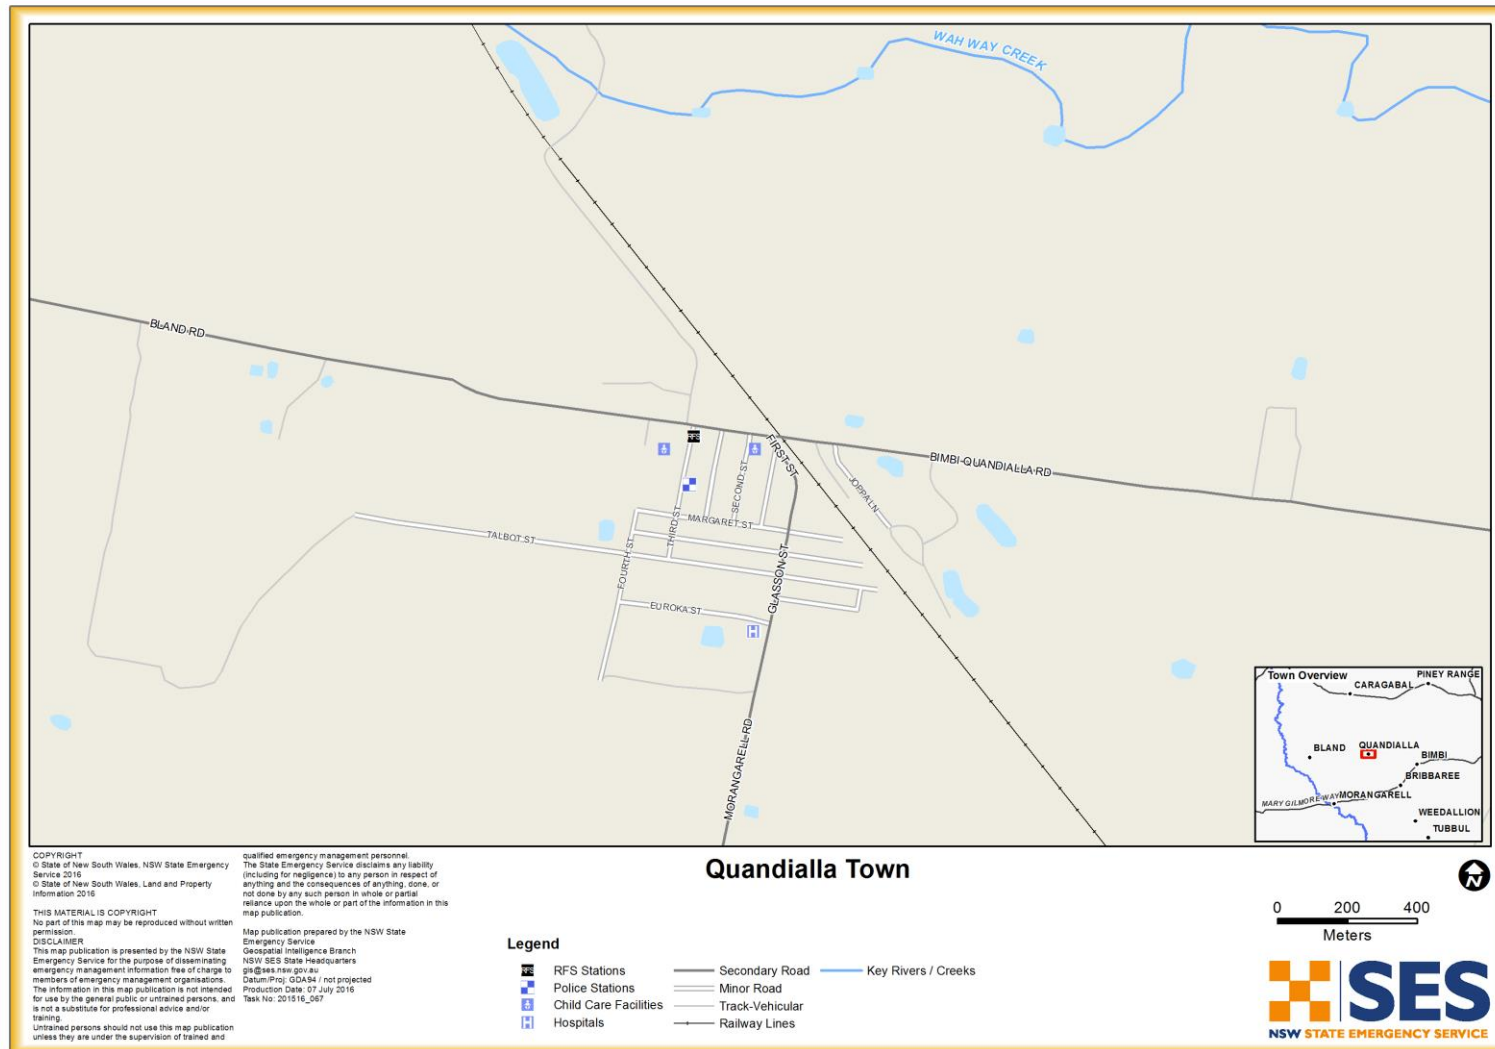 WAH WAY CREEK
BLAND RD
BIMBI-QUANDIALLA RD
FIRST ST
SECOND ST
JOPPA LN
THIRD ST
MARGARET ST
TALBOT ST
FOURTH ST
GLASSON ST
EUROKA ST
MORANGARELL RD
RFS
Town Overview
PINEY RANGE
CARAGABAL
BLAND
QUANDIALLA
BIMBI
BRIBBAREE
MARY GILMORE WAY
MORANGARELL
WEEDALLION
TUBBUL
COPYRIGHT
© State of New South Wales, NSW State Emergency
Service 2016
© State of New South Wales, Land and Property
Information 2016
THIS MATERIAL IS COPYRIGHT
No part of this map may be reproduced without written
permission.
DISCLAIMER
This map publication is presented by the NSW State
Emergency Service for the purpose of disseminating
emergency management information free of charge to
members of emergency management organisations.
The information in this map publication is not intended
for use by the general public or untrained persons, and
is not a substitute for professional advice and/or
training.
Untrained persons should not use this map publication
unless they are under the supervision of trained and
qualified emergency management personnel.
The State Emergency Service disclaims any liability
(including for negligence) to any person in respect of
anything and the consequences of anything, done, or
not done by any such person in whole or partial
reliance upon the whole or part of the information in this
map publication.
Map publication prepared by the NSW State
Emergency Service
Geospatial Intelligence Branch
NSW SES State Headquarters
gis@ses.nsw.gov.au
Datum/Proj: GDA94 / not projected
Production Date: 07 July 2016
Task No: 201516_067
Quandialla Town
Legend
RFS RFS Stations
Police Stations
Child Care Facilities
H Hospitals
Secondary Road
Minor Road
Track-Vehicular
Railway Lines
Key Rivers / Creeks
N
0 200 400
Meters
SES
NSW STATE EMERGENCY SERVICE